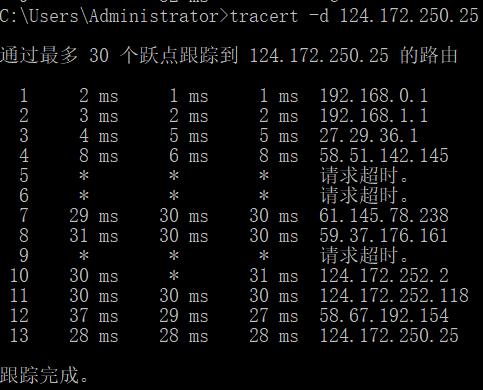 C:\Users\Administrator>tracert -d 124.172.250.25
通过最多 30 个跃点跟踪到 124.172.250.25 的路由
1 2 ms 1 ms 1 ms 192.168.0.1
2 3 ms 2 ms 2 ms 192.168.1.1
3 4 ms 5 ms 5 ms 27.29.36.1
4 8 ms 6 ms 8 ms 58.51.142.145
5 * * * 请求超时。
6 * * * 请求超时。
7 29 ms 30 ms 30 ms 61.145.78.238
8 31 ms 30 ms 30 ms 59.37.176.161
9 * * * 请求超时。
10 30 ms * 31 ms 124.172.252.2
11 30 ms 30 ms 30 ms 124.172.252.118
12 37 ms 29 ms 27 ms 58.67.192.154
13 28 ms 28 ms 28 ms 124.172.250.25
跟踪完成。